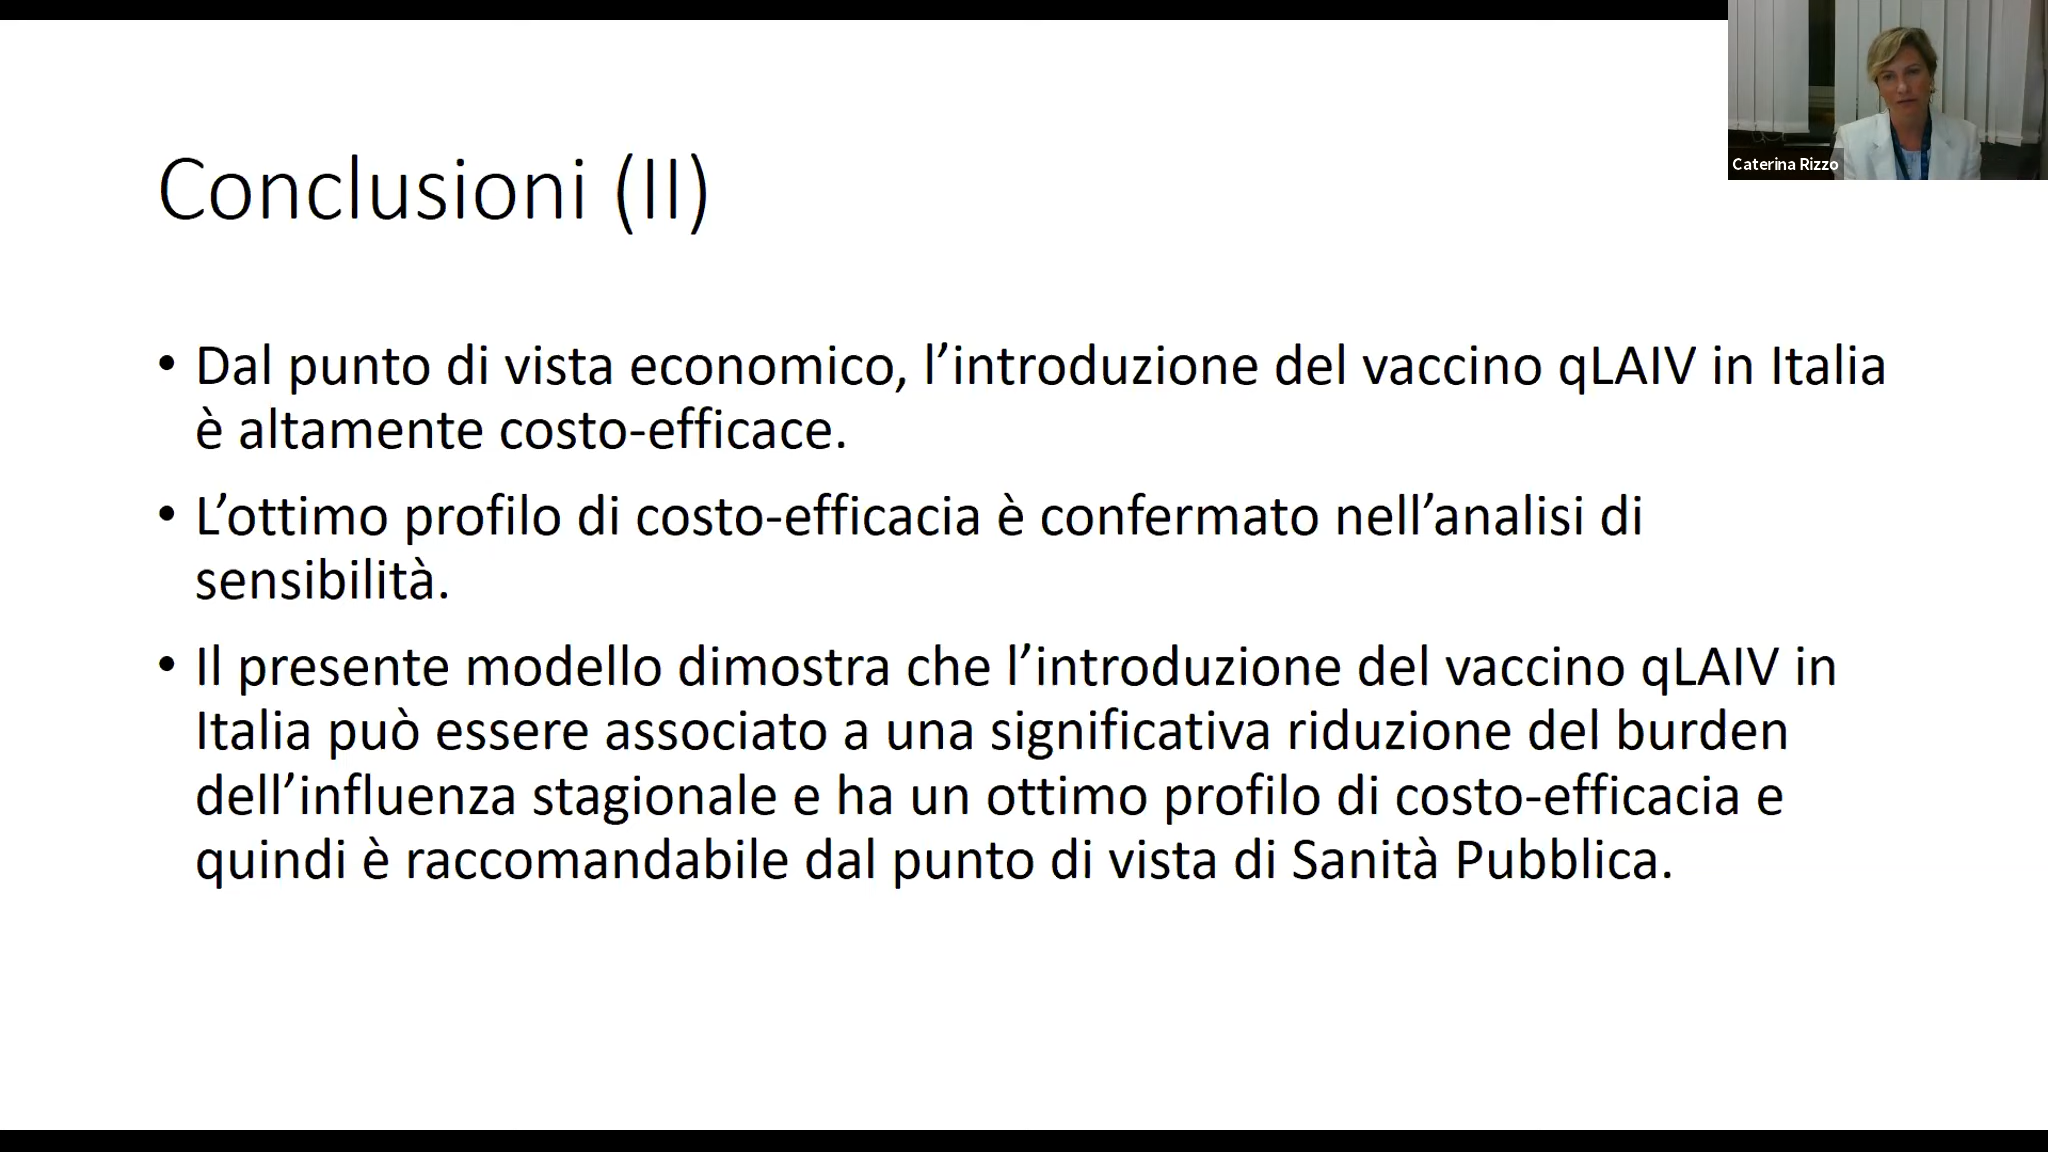 Caterina Rizzo
Conclusioni (II)
• Dal punto di vista economico, l’introduzione del vaccino qLAIV in Italia
è altamente costo-efficace.
• L’ottimo profilo di costo-efficacia è confermato nell’analisi di
sensibilità.
• Il presente modello dimostra che l’introduzione del vaccino qLAIV in
Italia può essere associato a una significativa riduzione del burden
dell’influenza stagionale e ha un ottimo profilo di costo-efficacia e
quindi è raccomandabile dal punto di vista di Sanità Pubblica.